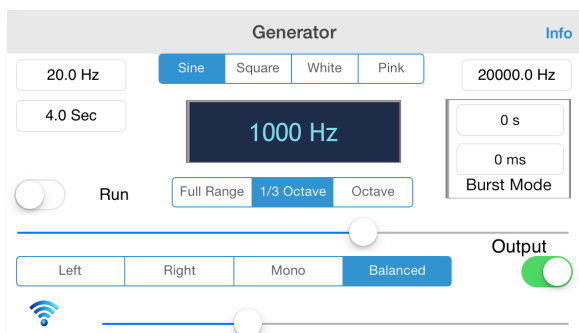 Generator Info
20.0 Hz Sine Square White Pink 20000.0 Hz
4.0 Sec 1000 Hz 0 s
0 ms
Run Full Range 1/3 Octave Octave Burst Mode
Output
Left Right Mono Balanced